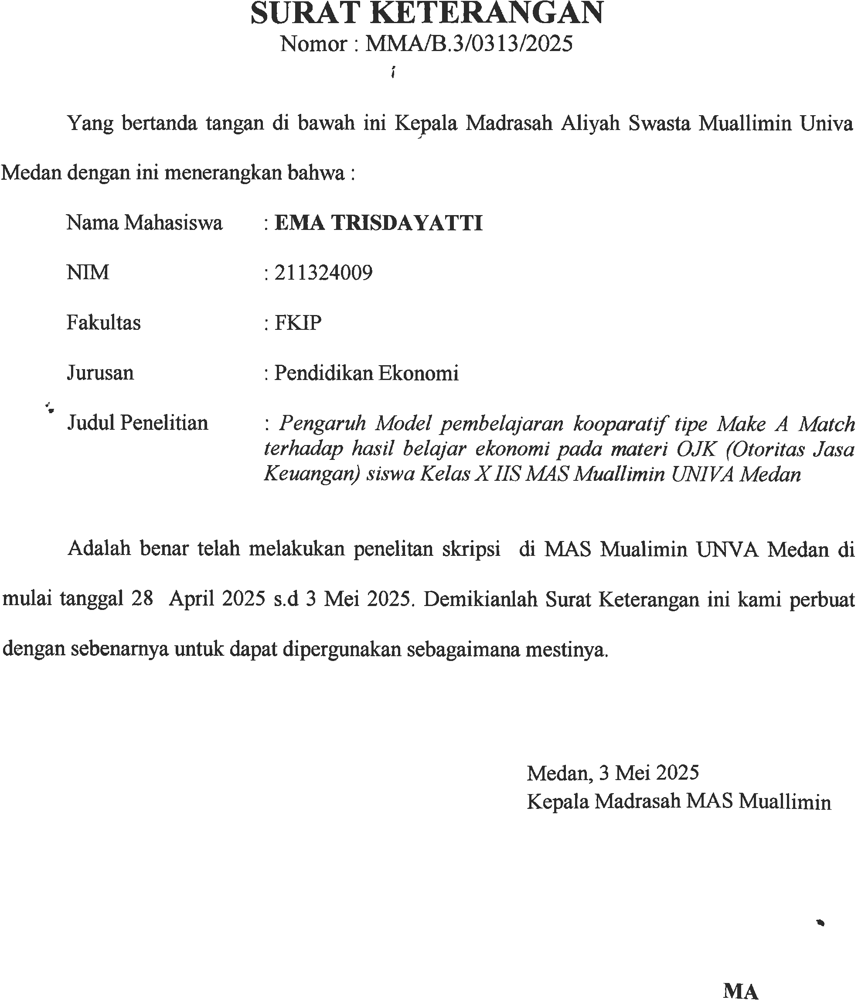 SURAT KETERANGAN
Nomor : MMA/B.3/0313/2025
Yang bertanda tangan di bawah ini Kepala Madrasah Aliyah Swasta Muallimin Univa
Medan dengan ini menerangkan bahwa :
Nama Mahasiswa : EMA TRISDAYATTI
NIM : 211324009
Fakultas : FKIP
Jurusan : Pendidikan Ekonomi
Judul Penelitian : Pengaruh Model pembelajaran kooparatif tipe Make A Match
terhadap hasil belajar ekonomi pada materi OJK (Otoritas Jasa
Keuangan) siswa Kelas X IIS MAS Muallimin UNIVA Medan
Adalah benar telah melakukan penelitan skripsi di MAS Mualimin UNVA Medan di
mulai tanggal 28 April 2025 s.d 3 Mei 2025. Demikianlah Surat Keterangan ini kami perbuat
dengan sebenarnya untuk dapat dipergunakan sebagaimana mestinya.
Medan, 3 Mei 2025
Kepala Madrasah MAS Muallimin
MA